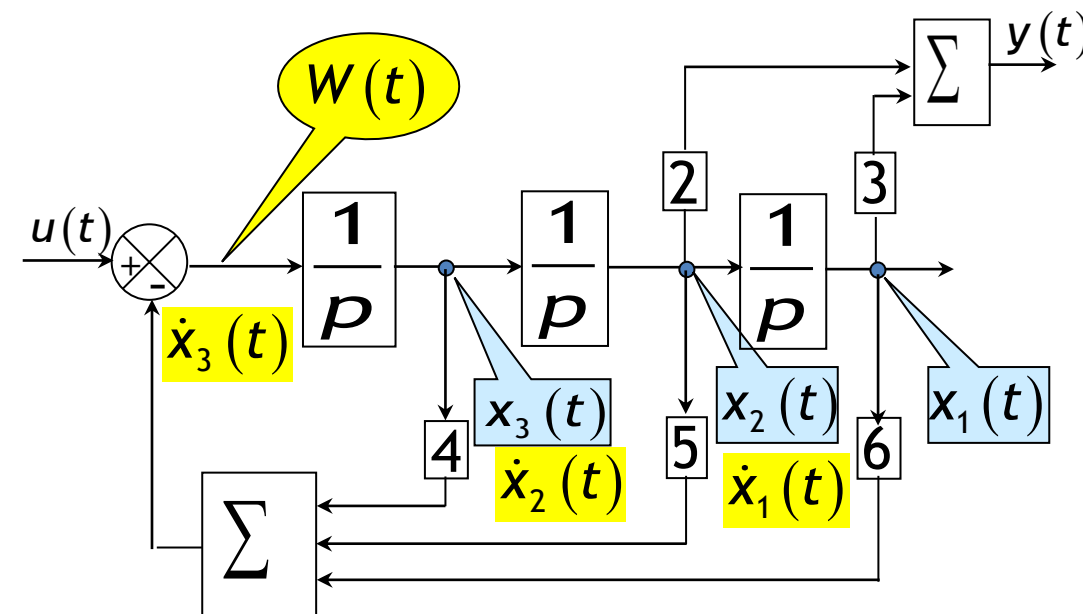 y(t)
Σ
W(t)
2
3
u(t)
+
-
1/p
1/p
1/p
ẋ₃(t)
x₃(t)
x₂(t)
x₁(t)
4
5
6
ẋ₂(t)
ẋ₁(t)
Σ